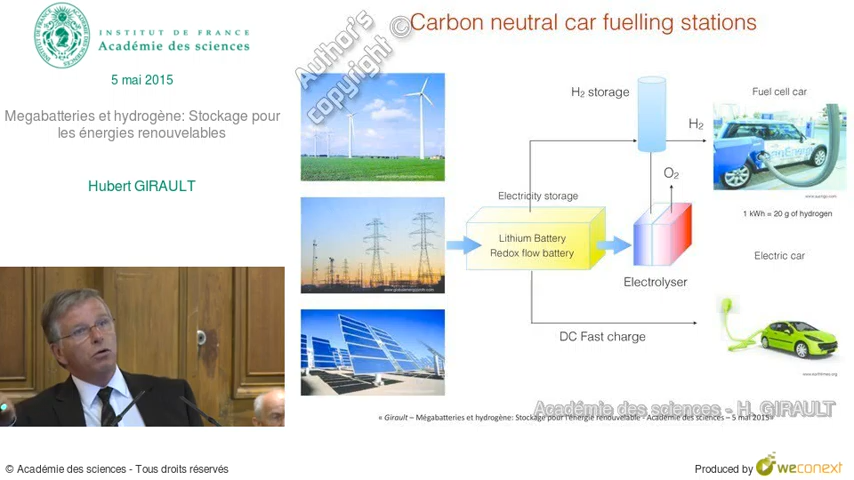 INSTITUT DE FRANCE
Académie des sciences
5 mai 2015
Megabatteries et hydrogène: Stockage pour
les énergies renouvelables
Hubert GIRAULT
Author's
copyright ©
Carbon neutral car fuelling stations
H2 storage
Fuel cell car
H2
O2
1 kWh = 20 g of hydrogen
Electricity storage
Lithium Battery
Redox flow battery
Electrolyser
Electric car
DC Fast charge
Académie des sciences - H. GIRAULT
« Girault – Mégabatteries et hydrogène: Stockage pour l'énergie renouvelable - Académie des sciences – 5 mai 2015»
© Académie des sciences - Tous droits réservés
Produced by weconext